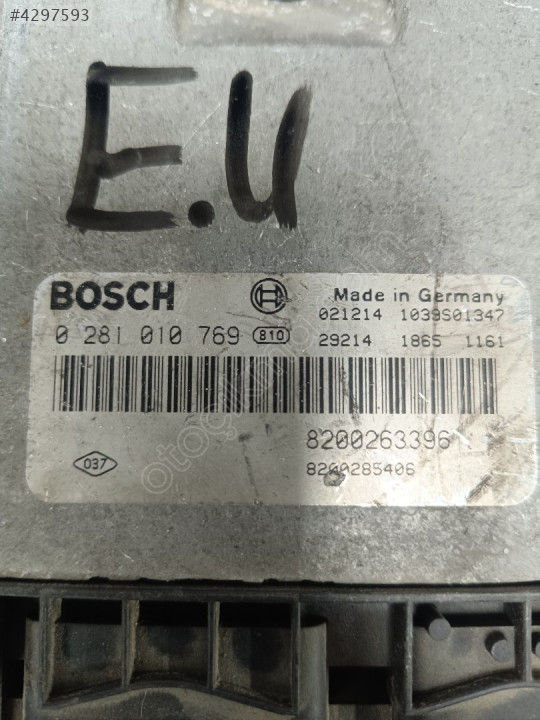 #4297593
E.U
BOSCH
Made in Germany
021214 1039S01347
0 281 010 769 810
29214 1865 1161
8200263396
037
8200285406